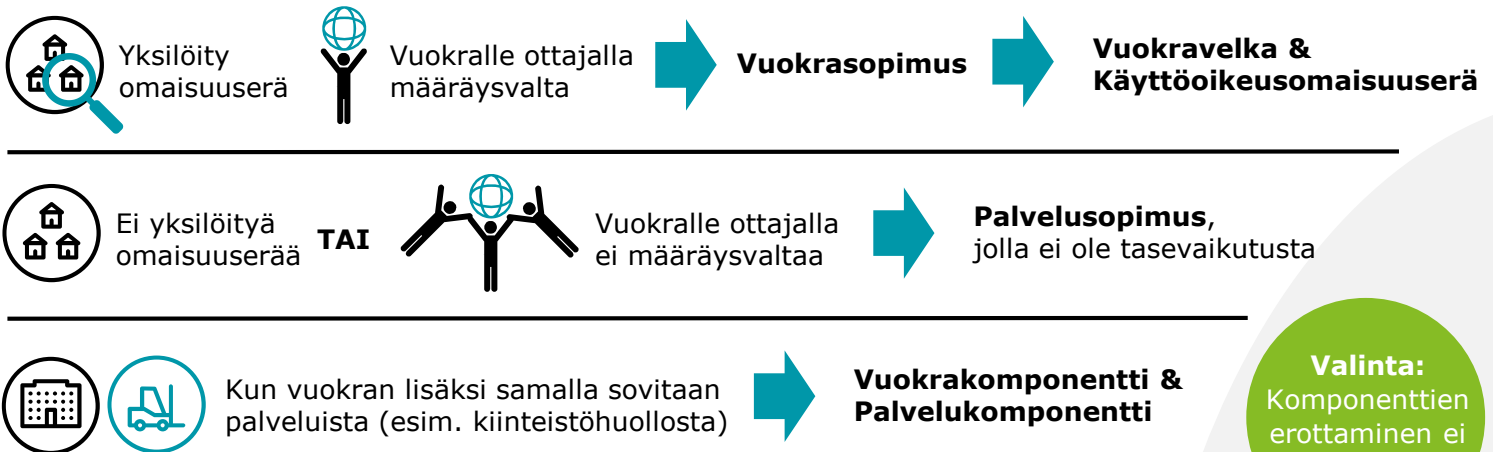 Yksilöity
omaisuuserä
Vuokralle ottajalla
määräysvalta
Vuokrasopimus
Vuokravelka &
Käyttöoikeusomaisuuserä
Ei yksilöityä
omaisuuserää
TAI
Vuokralle ottajalla
ei määräysvaltaa
Palvelusopimus,
jolla ei ole tasevaikutusta
Kun vuokran lisäksi samalla sovitaan
palveluista (esim. kiinteistöhuollosta)
Vuokrakomponentti &
Palvelukomponentti
Valinta:
Komponenttien
erottaminen ei